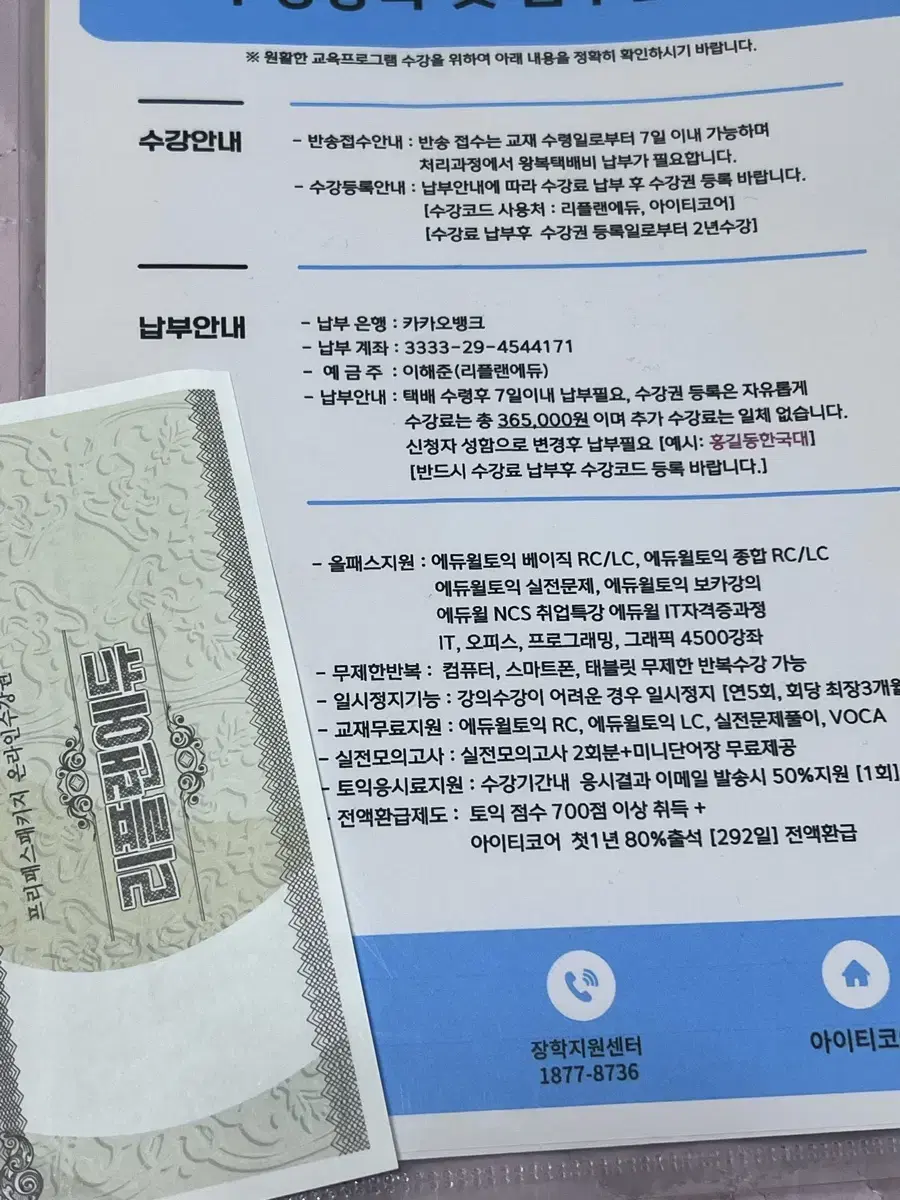 ※ 원활한 교육프로그램 수강을 위하여 아래 내용을 정확히 확인하시기 바랍니다.
수강안내
- 반송접수안내 : 반송 접수는 교재 수령일로부터 7일 이내 가능하며
처리과정에서 왕복택배비 납부가 필요합니다.
- 수강등록안내 : 납부안내에 따라 수강료 납부 후 수강권 등록 바랍니다.
[수강코드 사용처 : 리플랜에듀, 아이티코어]
[수강료 납부후 수강권 등록일로부터 2년수강]
납부안내
- 납부 은행 : 카카오뱅크
- 납부 계좌 : 3333-29-4544171
- 예 금 주 : 이해준(리플랜에듀)
- 납부안내 : 택배 수령후 7일이내 납부필요, 수강권 등록은 자유롭게
수강료는 총 365,000원 이며 추가 수강료는 일체 없습니다.
신청자 성함으로 변경후 납부필요 [예시: 홍길동한국대]
[반드시 수강료 납부후 수강코드 등록 바랍니다.]
- 올패스지원 : 에듀윌토익 베이직 RC/LC, 에듀윌토익 종합 RC/LC
에듀윌토익 실전문제, 에듀윌토익 보카강의
에듀윌 NCS 취업특강 에듀윌 IT자격증과정
IT, 오피스, 프로그래밍, 그래픽 4500강좌
- 무제한반복 : 컴퓨터, 스마트폰, 태블릿 무제한 반복수강 가능
- 일시정지기능 : 강의수강이 어려운 경우 일시정지 [연5회, 회당 최장3개월
- 교재무료지원 : 에듀윌토익 RC, 에듀윌토익 LC, 실전문제풀이, VOCA
- 실전모의고사 : 실전모의고사 2회분+미니단어장 무료제공
- 토익응시료지원 : 수강기간내 응시결과 이메일 발송시 50%지원 [1회]
- 전액환급제도 : 토익 점수 700점 이상 취득 +
아이티코어 첫1년 80%출석 [292일] 전액환급
프리패스패키지 온라인수강권
리플랜에듀
장학지원센터
1877-8736
아이티코